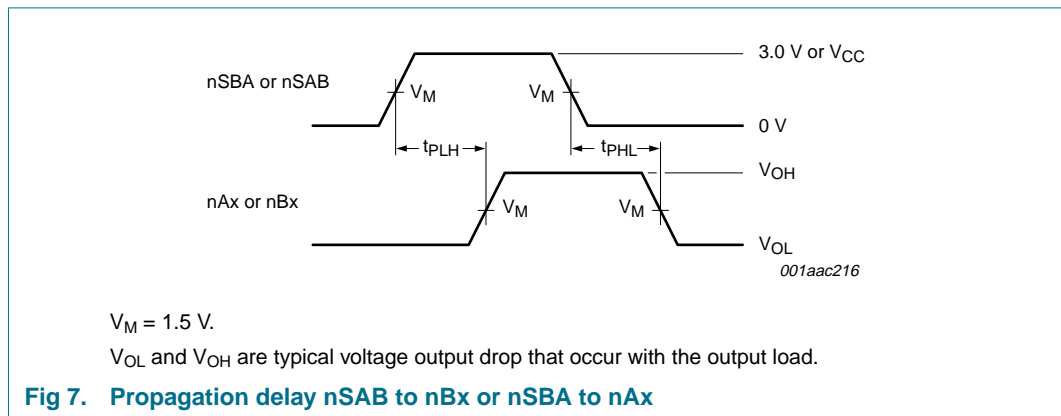 3.0 V or VCC
nSBA or nSAB
VM
VM
0 V
tPLH
tPHL
VOH
nAx or nBx
VM
VM
VOL
001aac216
VM = 1.5 V.
VOL and VOH are typical voltage output drop that occur with the output load.
Fig 7. Propagation delay nSAB to nBx or nSBA to nAx